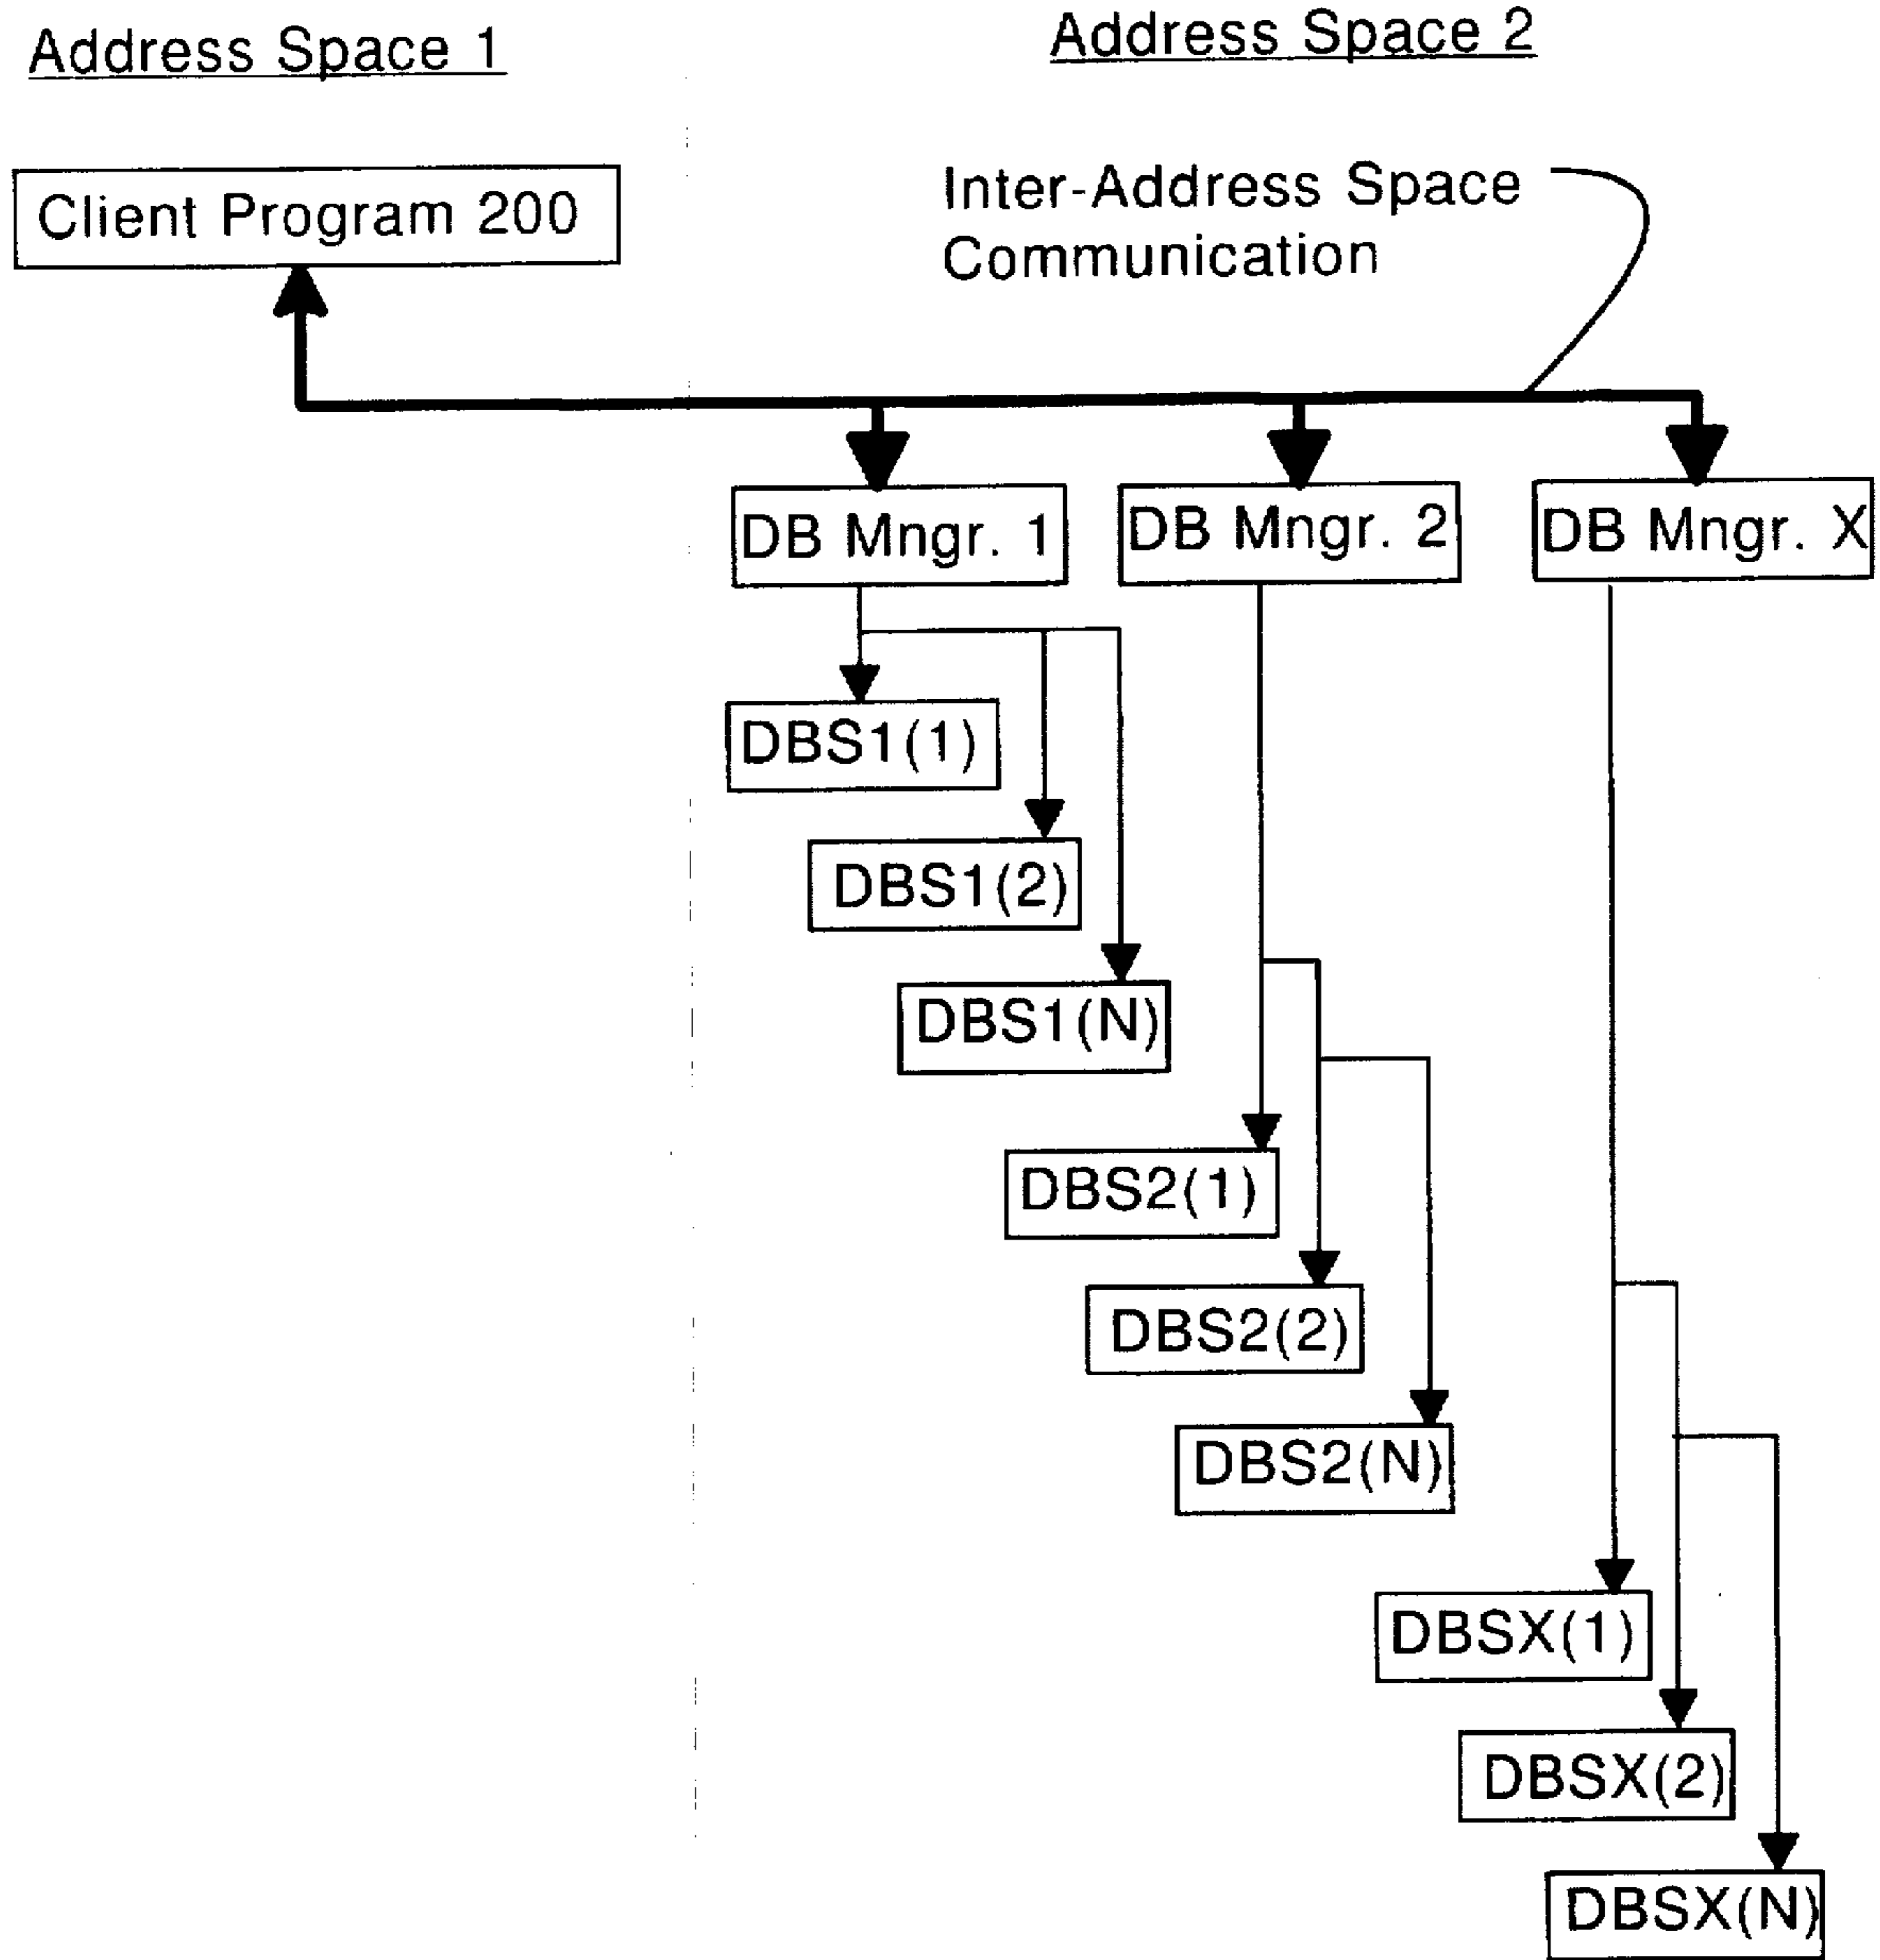 Address Space 1
Address Space 2
Client Program 200
Inter-Address Space
Communication
DB Mngr. 1
DB Mngr. 2
DB Mngr. X
DBS1(1)
DBS1(2)
DBS1(N)
DBS2(1)
DBS2(2)
DBS2(N)
DBSX(1)
DBSX(2)
DBSX(N)